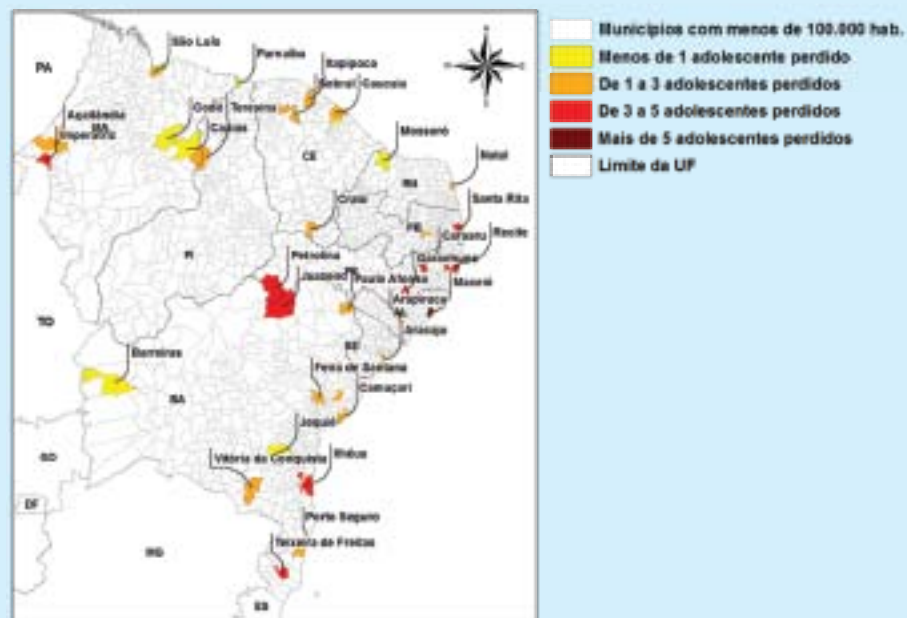 Municípios com menos de 100.000 hab.
Menos de 1 adolescente perdido
De 1 a 3 adolescentes perdidos
De 3 a 5 adolescentes perdidos
Mais de 5 adolescentes perdidos
Limite da UF
São Luís
Parnaíba
Itapipoca
PA
Sobral
Caucaia
Açailândia
Codó
Teresina
MA
Imperatriz
Caxias
Mossoró
CE
Natal
RN
Santa Rita
Crato
PB
Recife
Caruaru
PI
Petrolina
Garanhuns
Juazeiro
PE
Paulo Afonso
Maceió
Arapiraca
AL
TO
Aracaju
SE
Barreiras
Feira de Santana
Camaçari
BA
Jequié
GO
Vitória da Conquista
Ilhéus
DF
Porto Seguro
MG
Teixeira de Freitas
ES